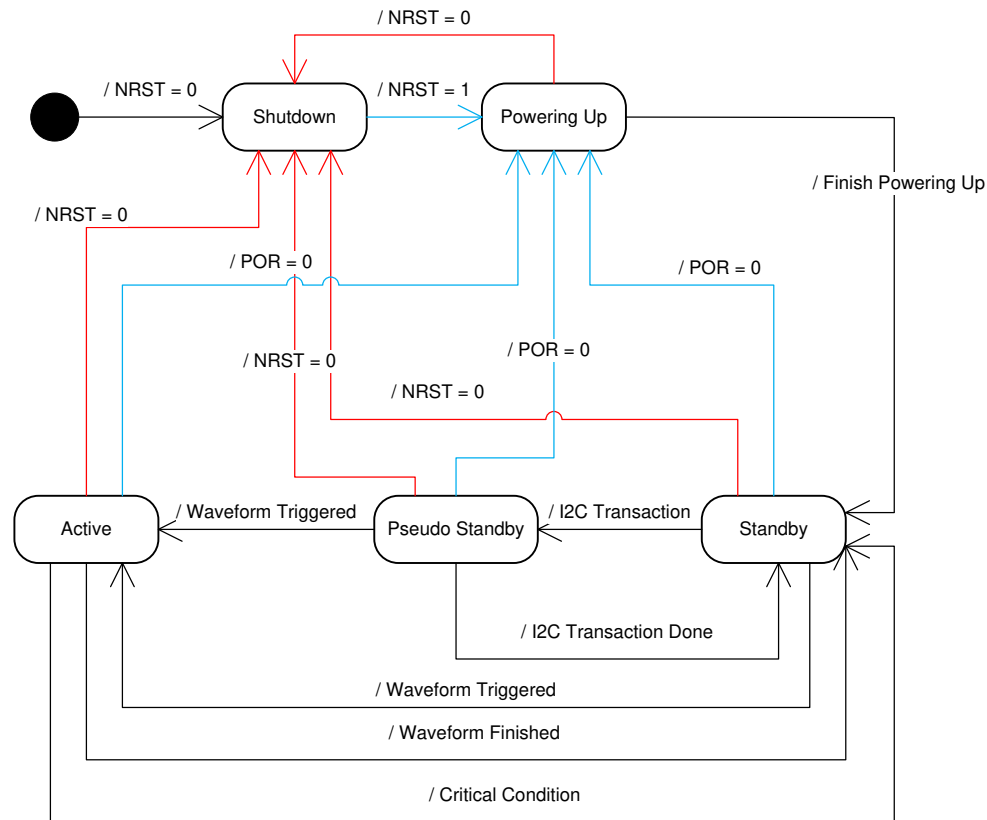 / NRST = 0
/ NRST = 0
/ NRST = 1
Shutdown
Powering Up
/ Finish Powering Up
/ NRST = 0
/ POR = 0
/ POR = 0
/ NRST = 0
/ POR = 0
/ NRST = 0
/ Waveform Triggered
/ I2C Transaction
Active
Pseudo Standby
Standby
/ I2C Transaction Done
/ Waveform Triggered
/ Waveform Finished
/ Critical Condition